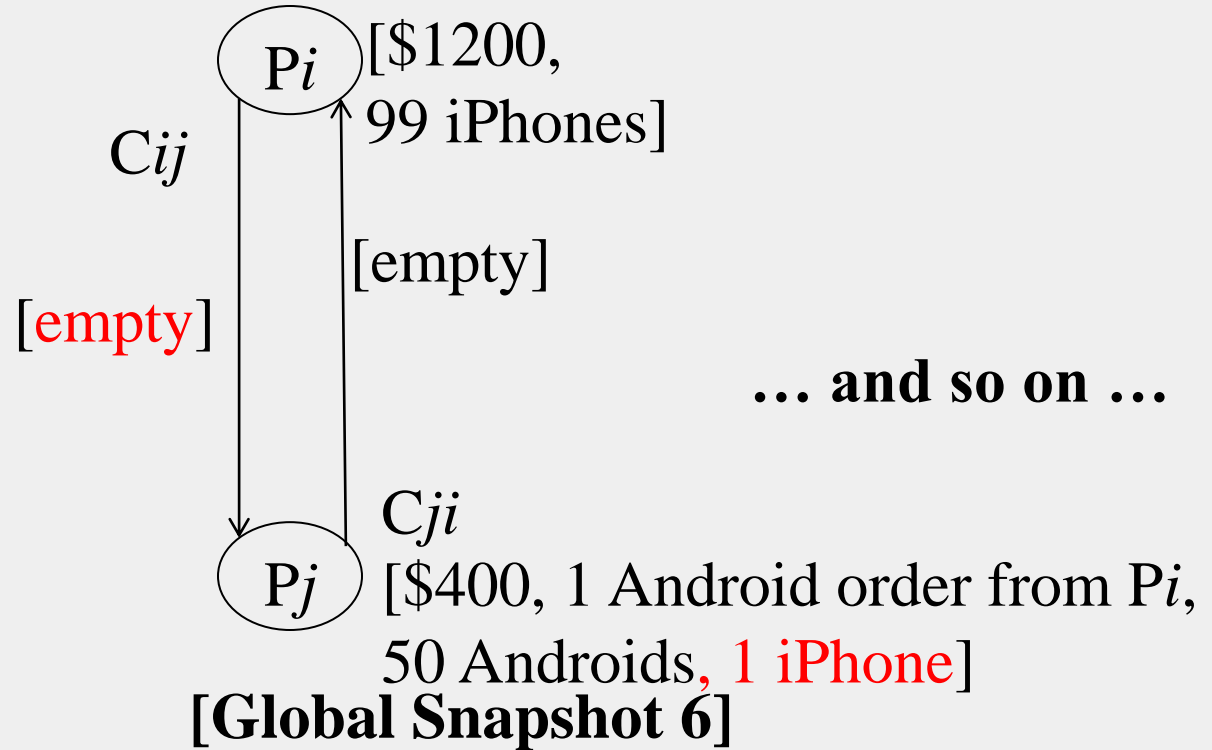 Pi
[$1200,
99 iPhones]
Cij
[empty]
[empty]
… and so on …
Cji
Pj
[$400, 1 Android order from Pi,
50 Androids, 1 iPhone]
[Global Snapshot 6]